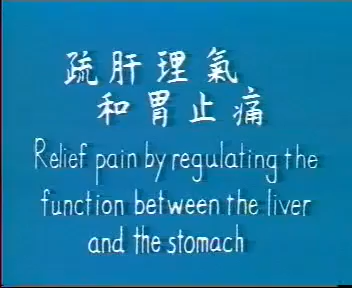 疏肝理氣
和胃止痛
Relief pain by regulating the
function between the liver
and the stomach